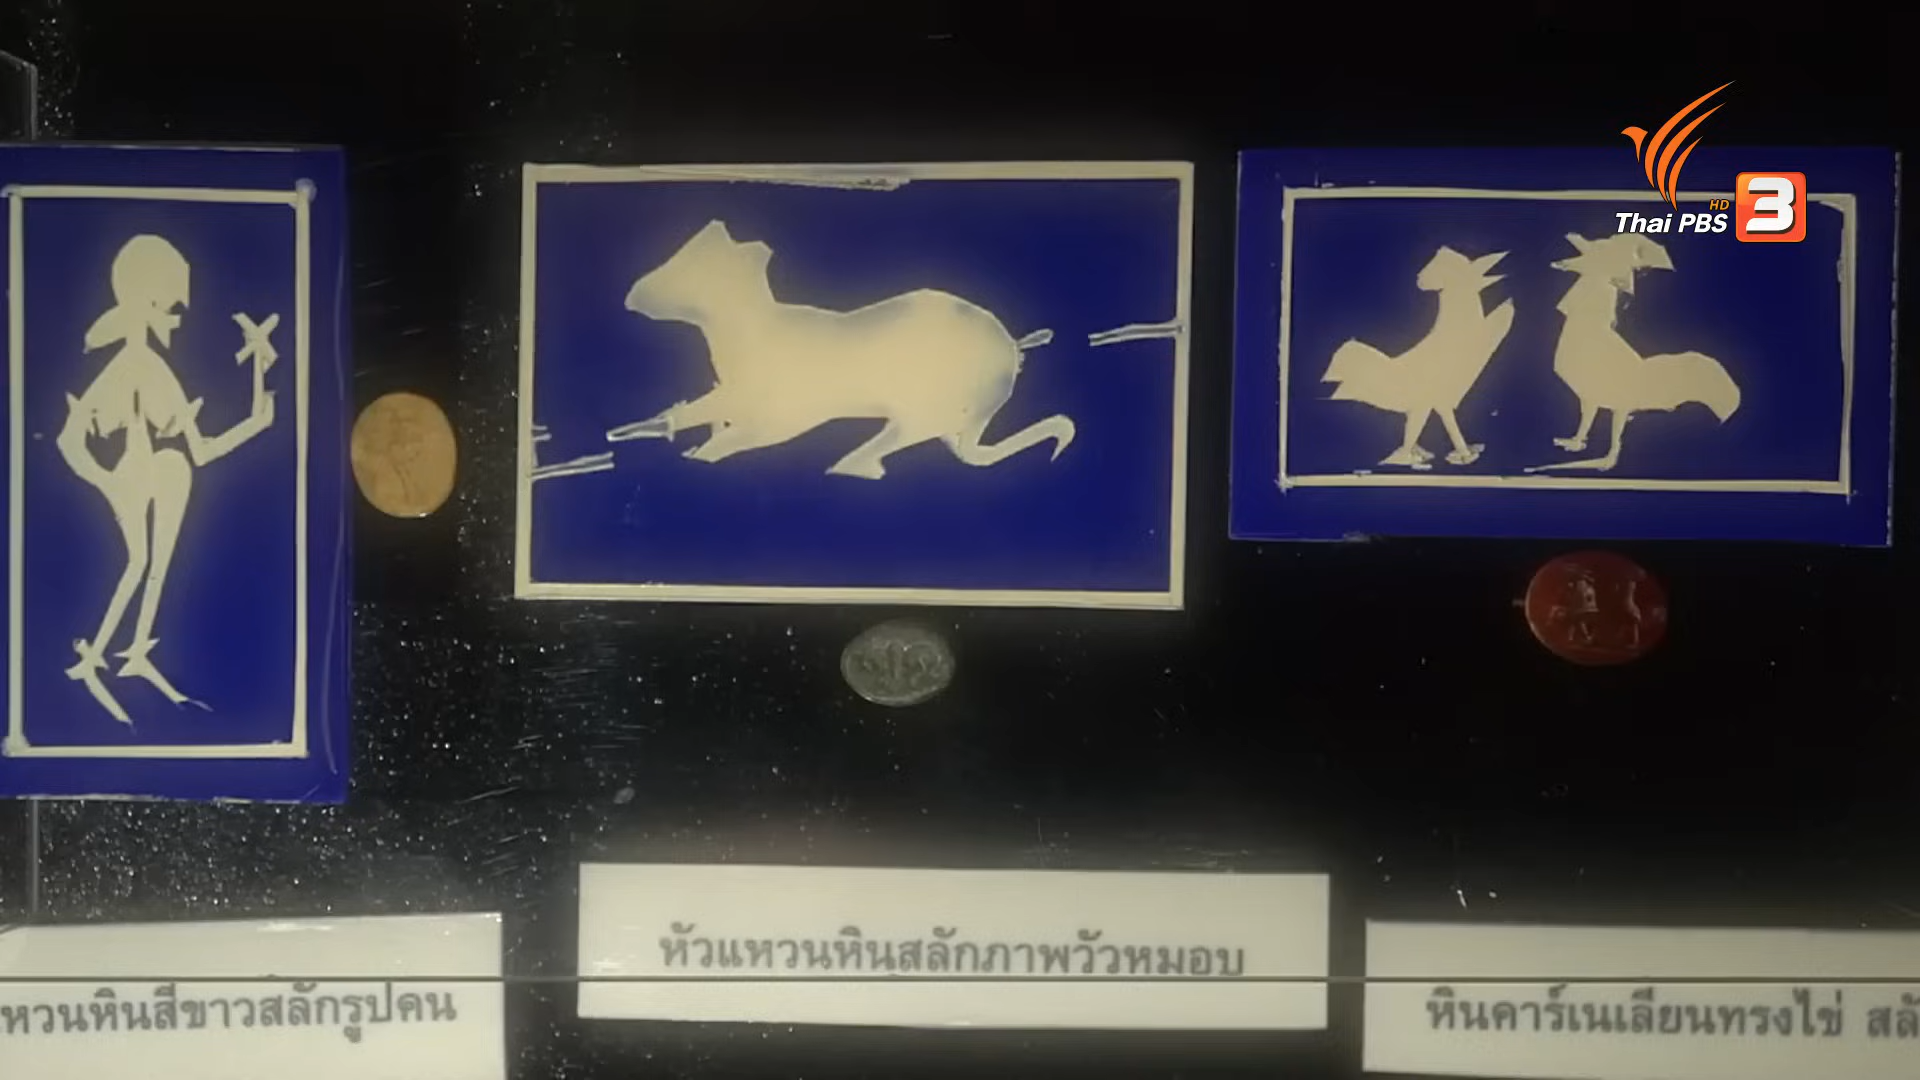 HD
Thai PBS 3
หัวแหวนหินสลักภาพวัวหมอบ
หวนหินสีขาวสลักรูปคน
หินคาร์เนเลียนทรงไข่ สลั